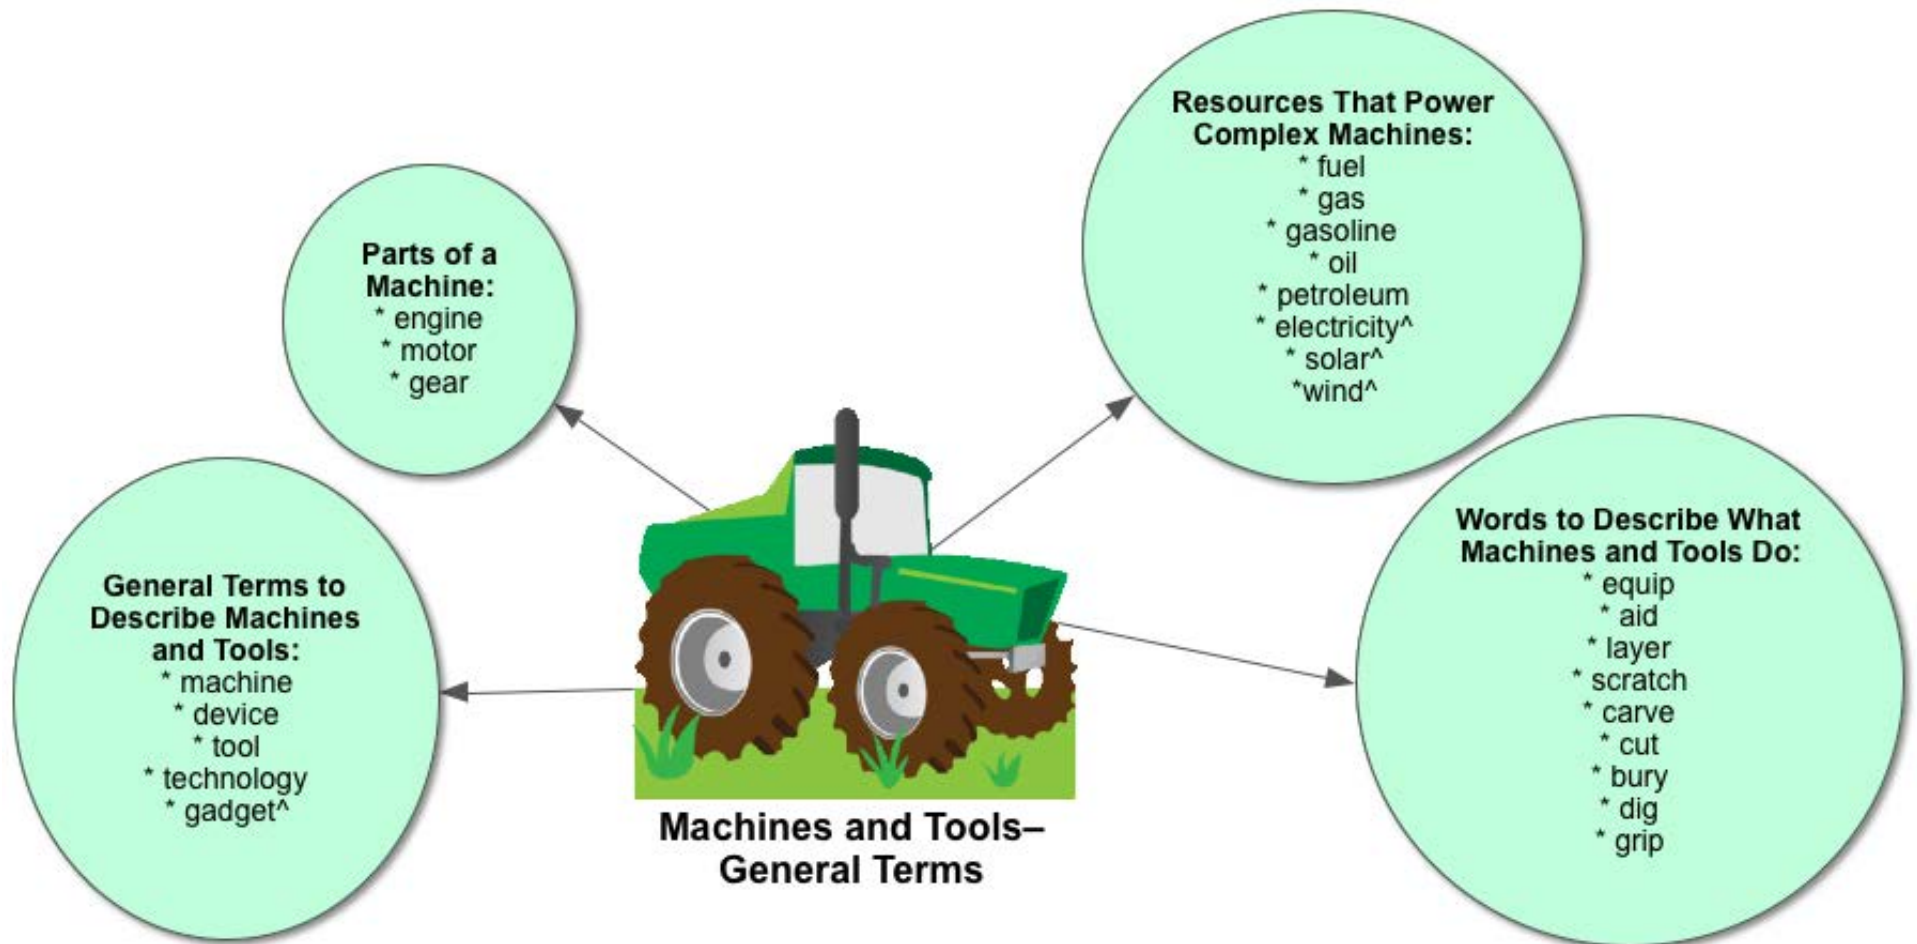 Parts of a
Machine:
* engine
* motor
* gear
Resources That Power
Complex Machines:
* fuel
* gas
* gasoline
* oil
* petroleum
* electricity^
* solar^
*wind^
General Terms to
Describe Machines
and Tools:
* machine
* device
* tool
* technology
* gadget^
Words to Describe What
Machines and Tools Do:
* equip
* aid
* layer
* scratch
* carve
* cut
* bury
* dig
* grip
Machines and Tools–
General Terms